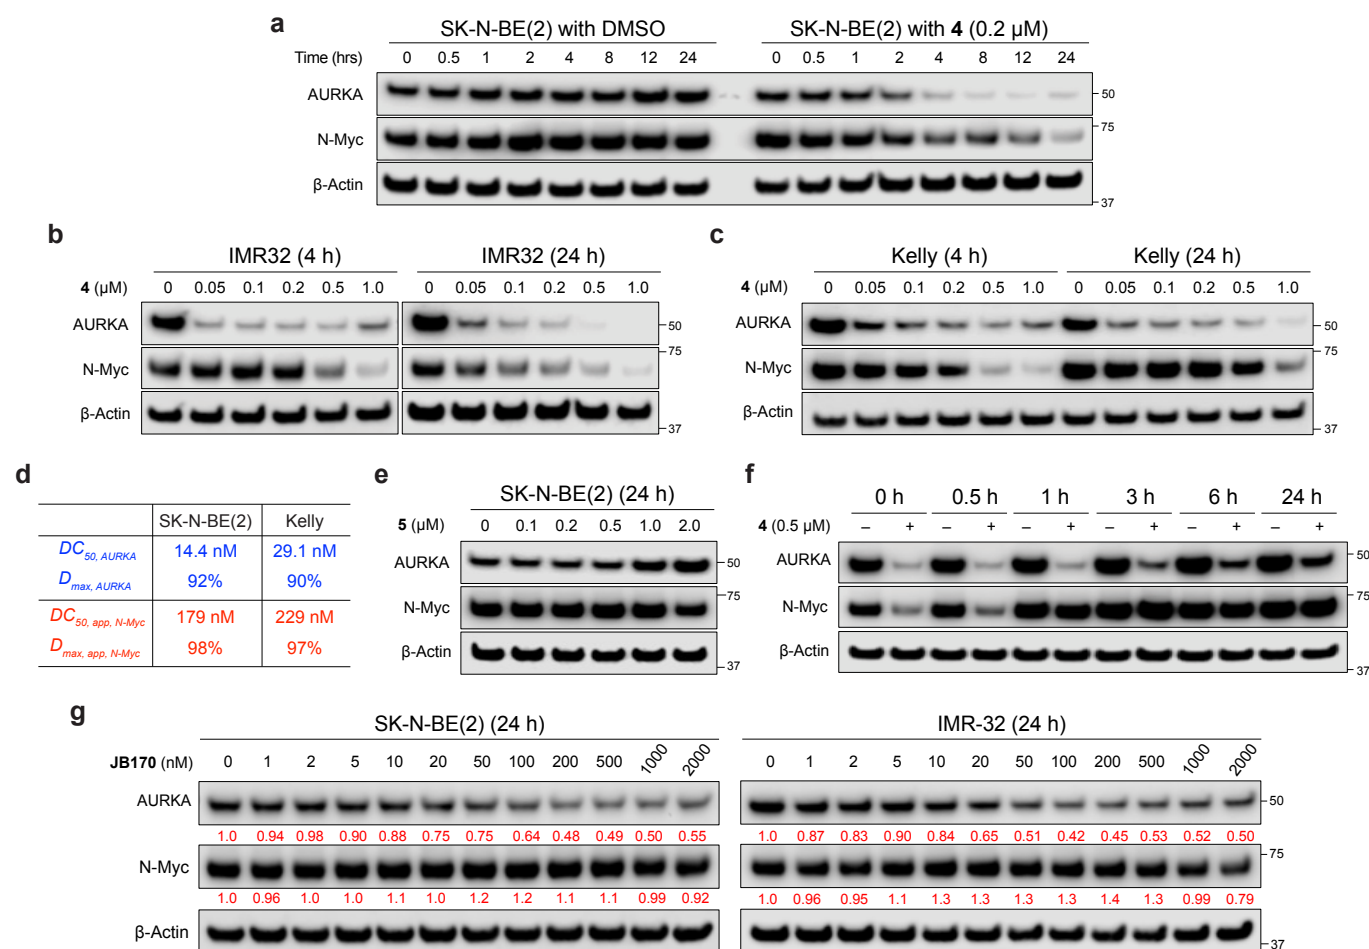 a
SK-N-BE(2) with DMSO
SK-N-BE(2) with 4 (0.2 μM)
Time (hrs) 0 0.5 1 2 4 8 12 24 0 0.5 1 2 4 8 12 24
AURKA 50
75
N-Myc
β-Actin
37
b
IMR32 (4 h) IMR32 (24 h)
4 (μM) 0 0.05 0.1 0.2 0.5 1.0 0 0.05 0.1 0.2 0.5 1.0
AURKA 50
75
N-Myc
β-Actin
37
c
Kelly (4 h) Kelly (24 h)
4 (μM) 0 0.05 0.1 0.2 0.5 1.0 0 0.05 0.1 0.2 0.5 1.0
AURKA 50
75
N-Myc
β-Actin
37
d
SK-N-BE(2) Kelly
DC50, AURKA 14.4 nM 29.1 nM
Dmax, AURKA 92% 90%
DC50, app, N-Myc 179 nM 229 nM
Dmax, app, N-Myc 98% 97%
e
SK-N-BE(2) (24 h)
5 (μM) 0 0.1 0.2 0.5 1.0 2.0
AURKA 50
75
N-Myc
β-Actin
37
f
0 h 0.5 h 1 h 3 h 6 h 24 h
4 (0.5 μM) – + – + – + – + – + – +
AURKA 50
75
N-Myc
β-Actin
37
g
SK-N-BE(2) (24 h) IMR-32 (24 h)
JB170 (nM) 0 1 2 5 10 20 50 100 200 500 1000 2000 0 1 2 5 10 20 50 100 200 500 1000 2000
AURKA 50
1.0 0.94 0.98 0.90 0.88 0.75 0.75 0.64 0.48 0.49 0.50 0.55 1.0 0.87 0.83 0.90 0.84 0.65 0.51 0.42 0.45 0.53 0.52 0.50
75
N-Myc
1.0 0.96 1.0 1.0 1.1 1.0 1.2 1.2 1.1 1.1 0.99 0.92 1.0 0.96 0.95 1.1 1.3 1.3 1.3 1.3 1.4 1.3 0.99 0.79
β-Actin
37